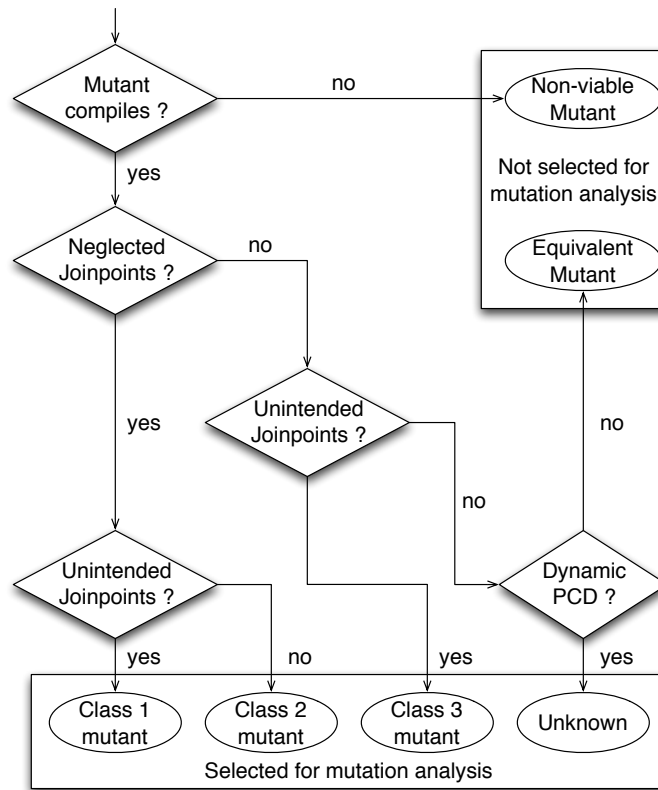 Mutant
compiles ?
no
Non-viable
Mutant
yes
Not selected for
mutation analysis
Neglected
Joinpoints ?
no
Equivalent
Mutant
Unintended
Joinpoints ?
yes
no
no
Unintended
Joinpoints ?
Dynamic
PCD ?
yes
no
yes
yes
Class 1
mutant
Class 2
mutant
Class 3
mutant
Unknown
Selected for mutation analysis